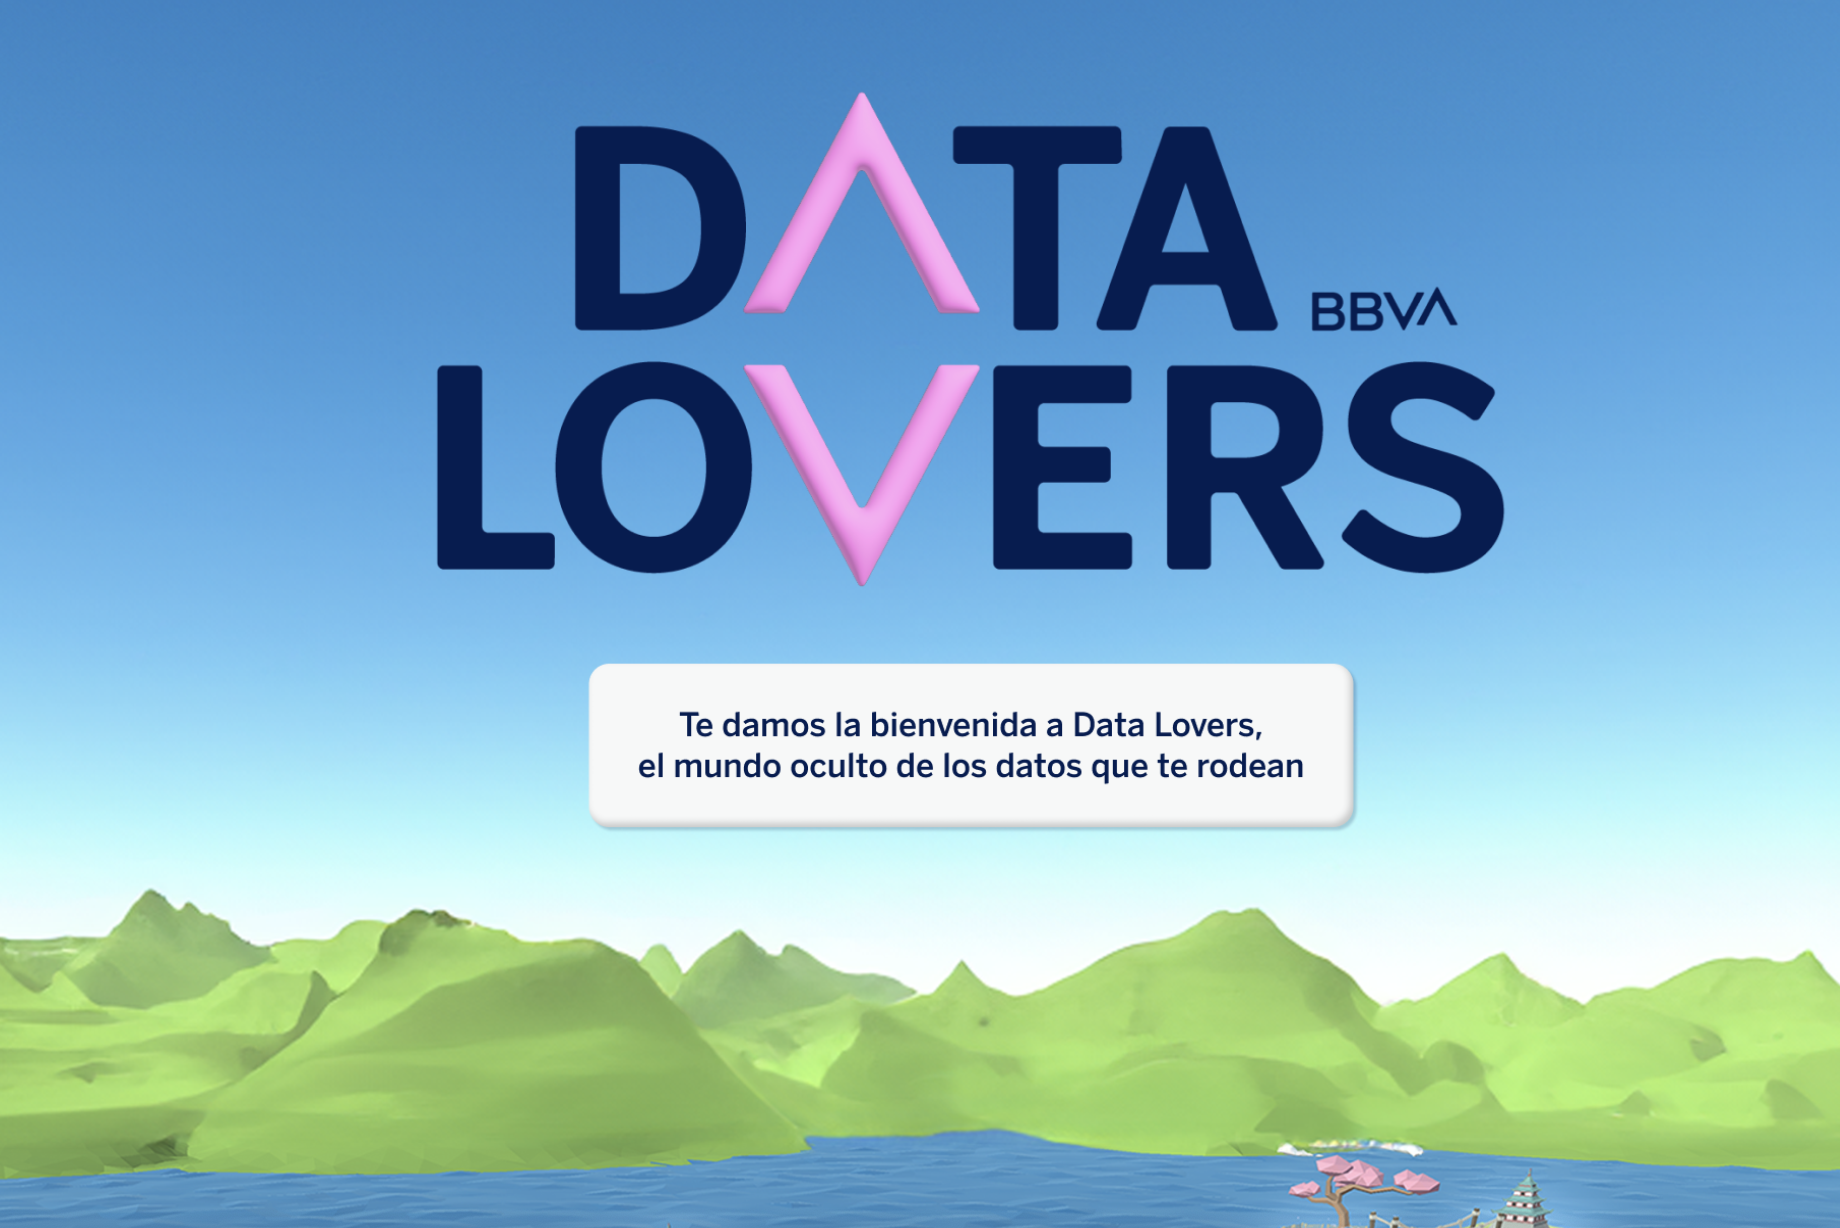 DATA
BBVA
LOVERS
Te damos la bienvenida a Data Lovers,
el mundo oculto de los datos que te rodean